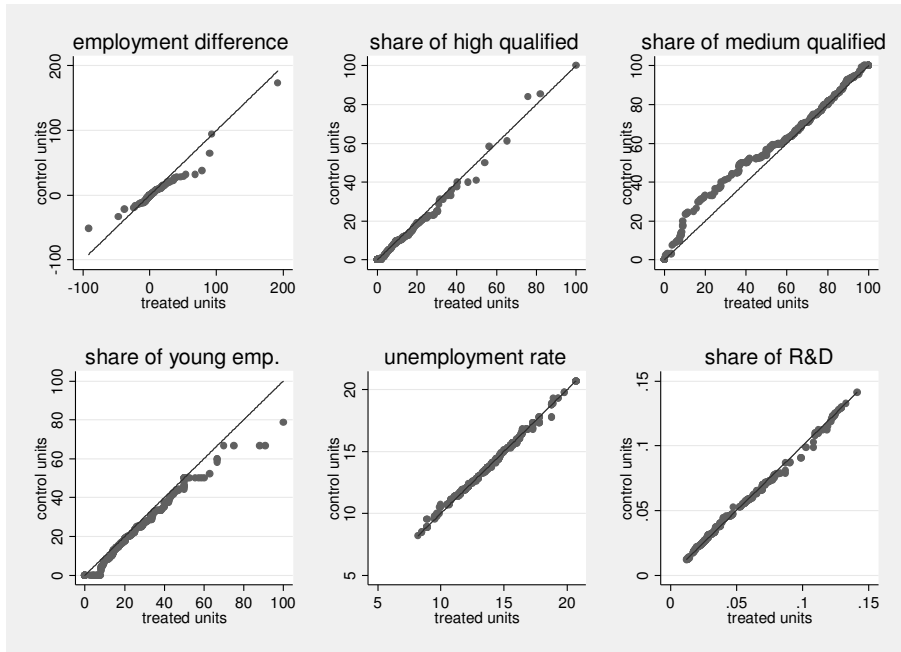 employment difference
control units
-100 0 100 200
-100 0 100 200
treated units
share of high qualified
control units
0 20 40 60 80 100
0 20 40 60 80 100
treated units
share of medium qualified
control units
0 20 40 60 80 100
0 20 40 60 80 100
treated units
share of young emp.
control units
0 20 40 60 80 100
0 20 40 60 80 100
treated units
unemployment rate
control units
5 10 15 20
5 10 15 20
treated units
share of R&D
control units
0 .05 .1 .15
0 .05 .1 .15
treated units